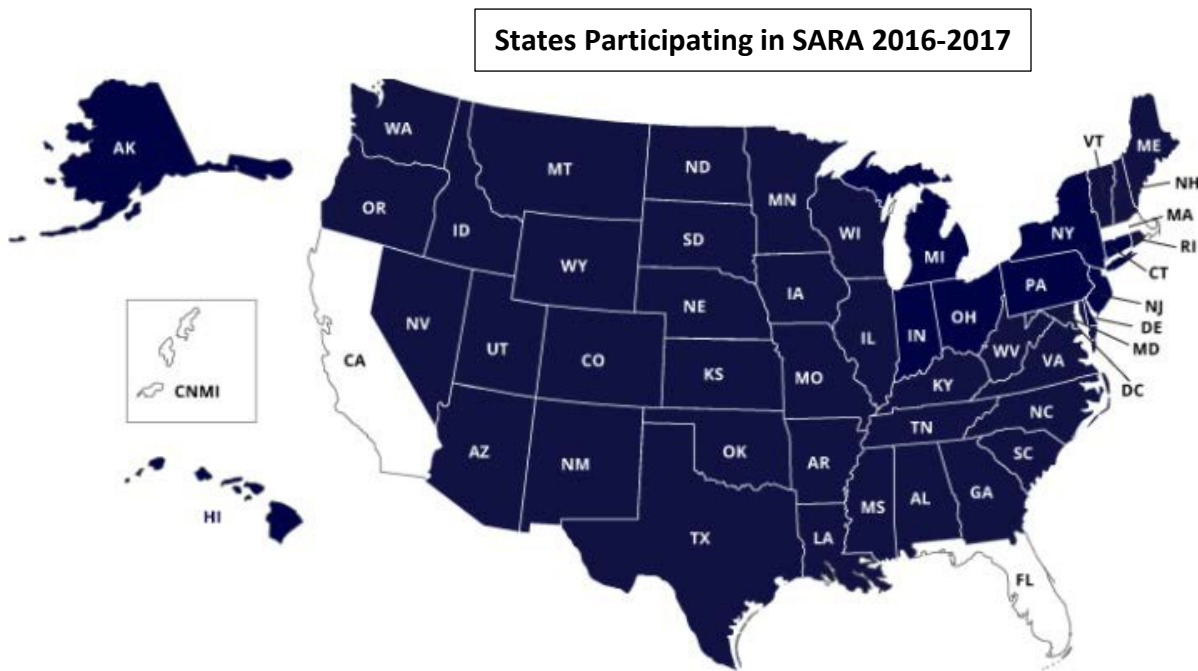 States Participating in SARA 2016-2017
AK
WA
MT
ND
MN
VT
ME
NH
OR
ID
SD
WI
NY
MA
RI
WY
MI
CT
NE
IA
PA
NJ
NV
UT
CO
IL
IN
OH
DE
MD
CA
KS
MO
WV
VA
DC
KY
CNMI
AZ
NM
OK
AR
TN
NC
SC
MS
AL
GA
HI
TX
LA
FL